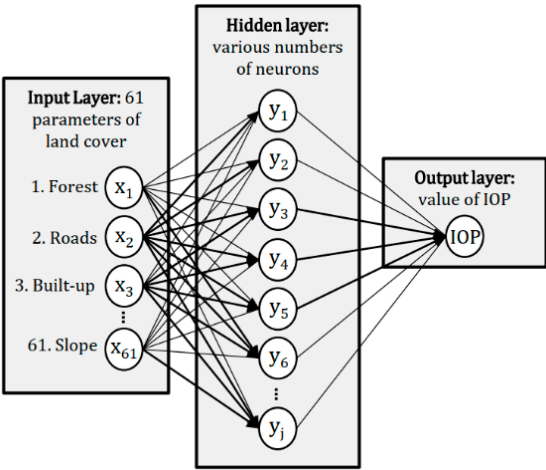 Input Layer: 61
parameters of
land cover
1. Forest
x1
2. Roads
x2
3. Built-up
x3
61. Slope
x61
Hidden layer:
various numbers
of neurons
y1
y2
y3
y4
y5
y6
yj
Output layer:
value of IOP
IOP